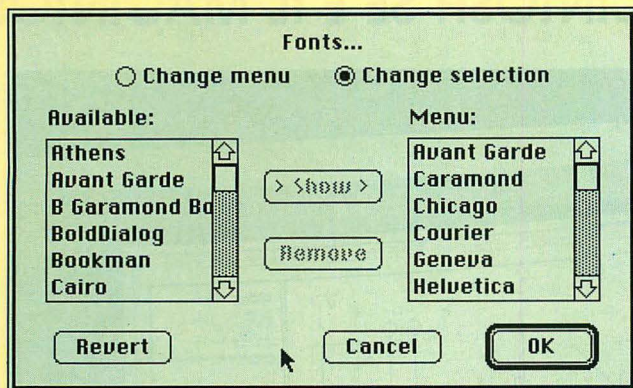 Fonts...
Change menu Change selection
Available:
Athens
Avant Garde
B Garamond Bo
BoldDialog
Bookman
Cairo
> Show >
Remove
Menu:
Avant Garde
Caramond
Chicago
Courier
Geneva
Helvetica
Revert Cancel OK